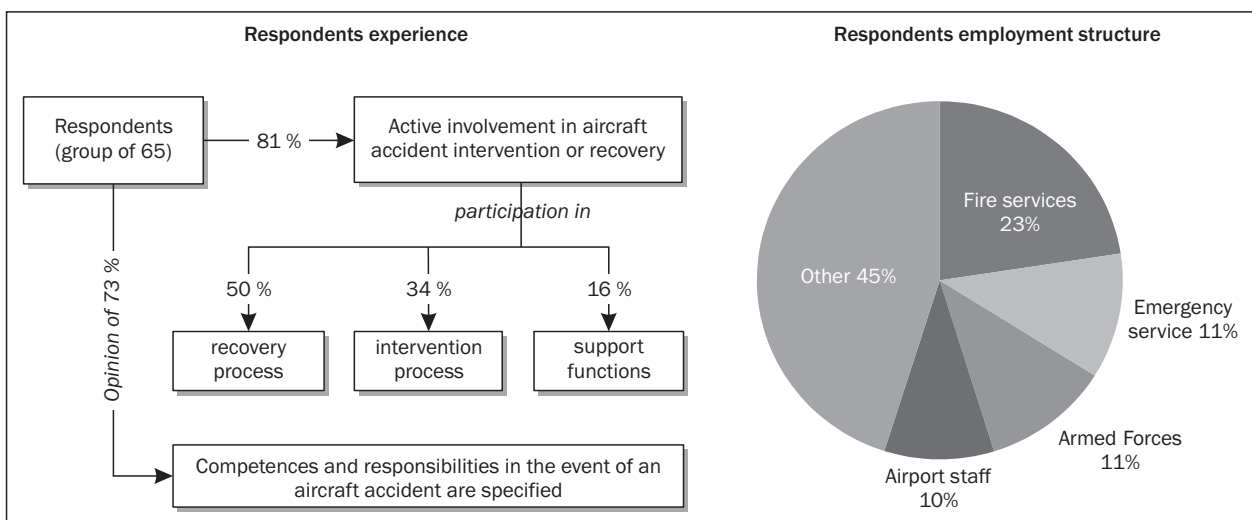 Respondents experience
Respondents
(group of 65)
81 %
Active involvement in aircraft
accident intervention or recovery
participation in
50 %
34 %
16 %
recovery
process
intervention
process
support
functions
Opinion of 73 %
Competences and responsibilities in the event of an
aircraft accident are specified
Respondents employment structure
Fire services
23%
Other 45%
Emergency
service 11%
Armed Forces
11%
Airport staff
10%